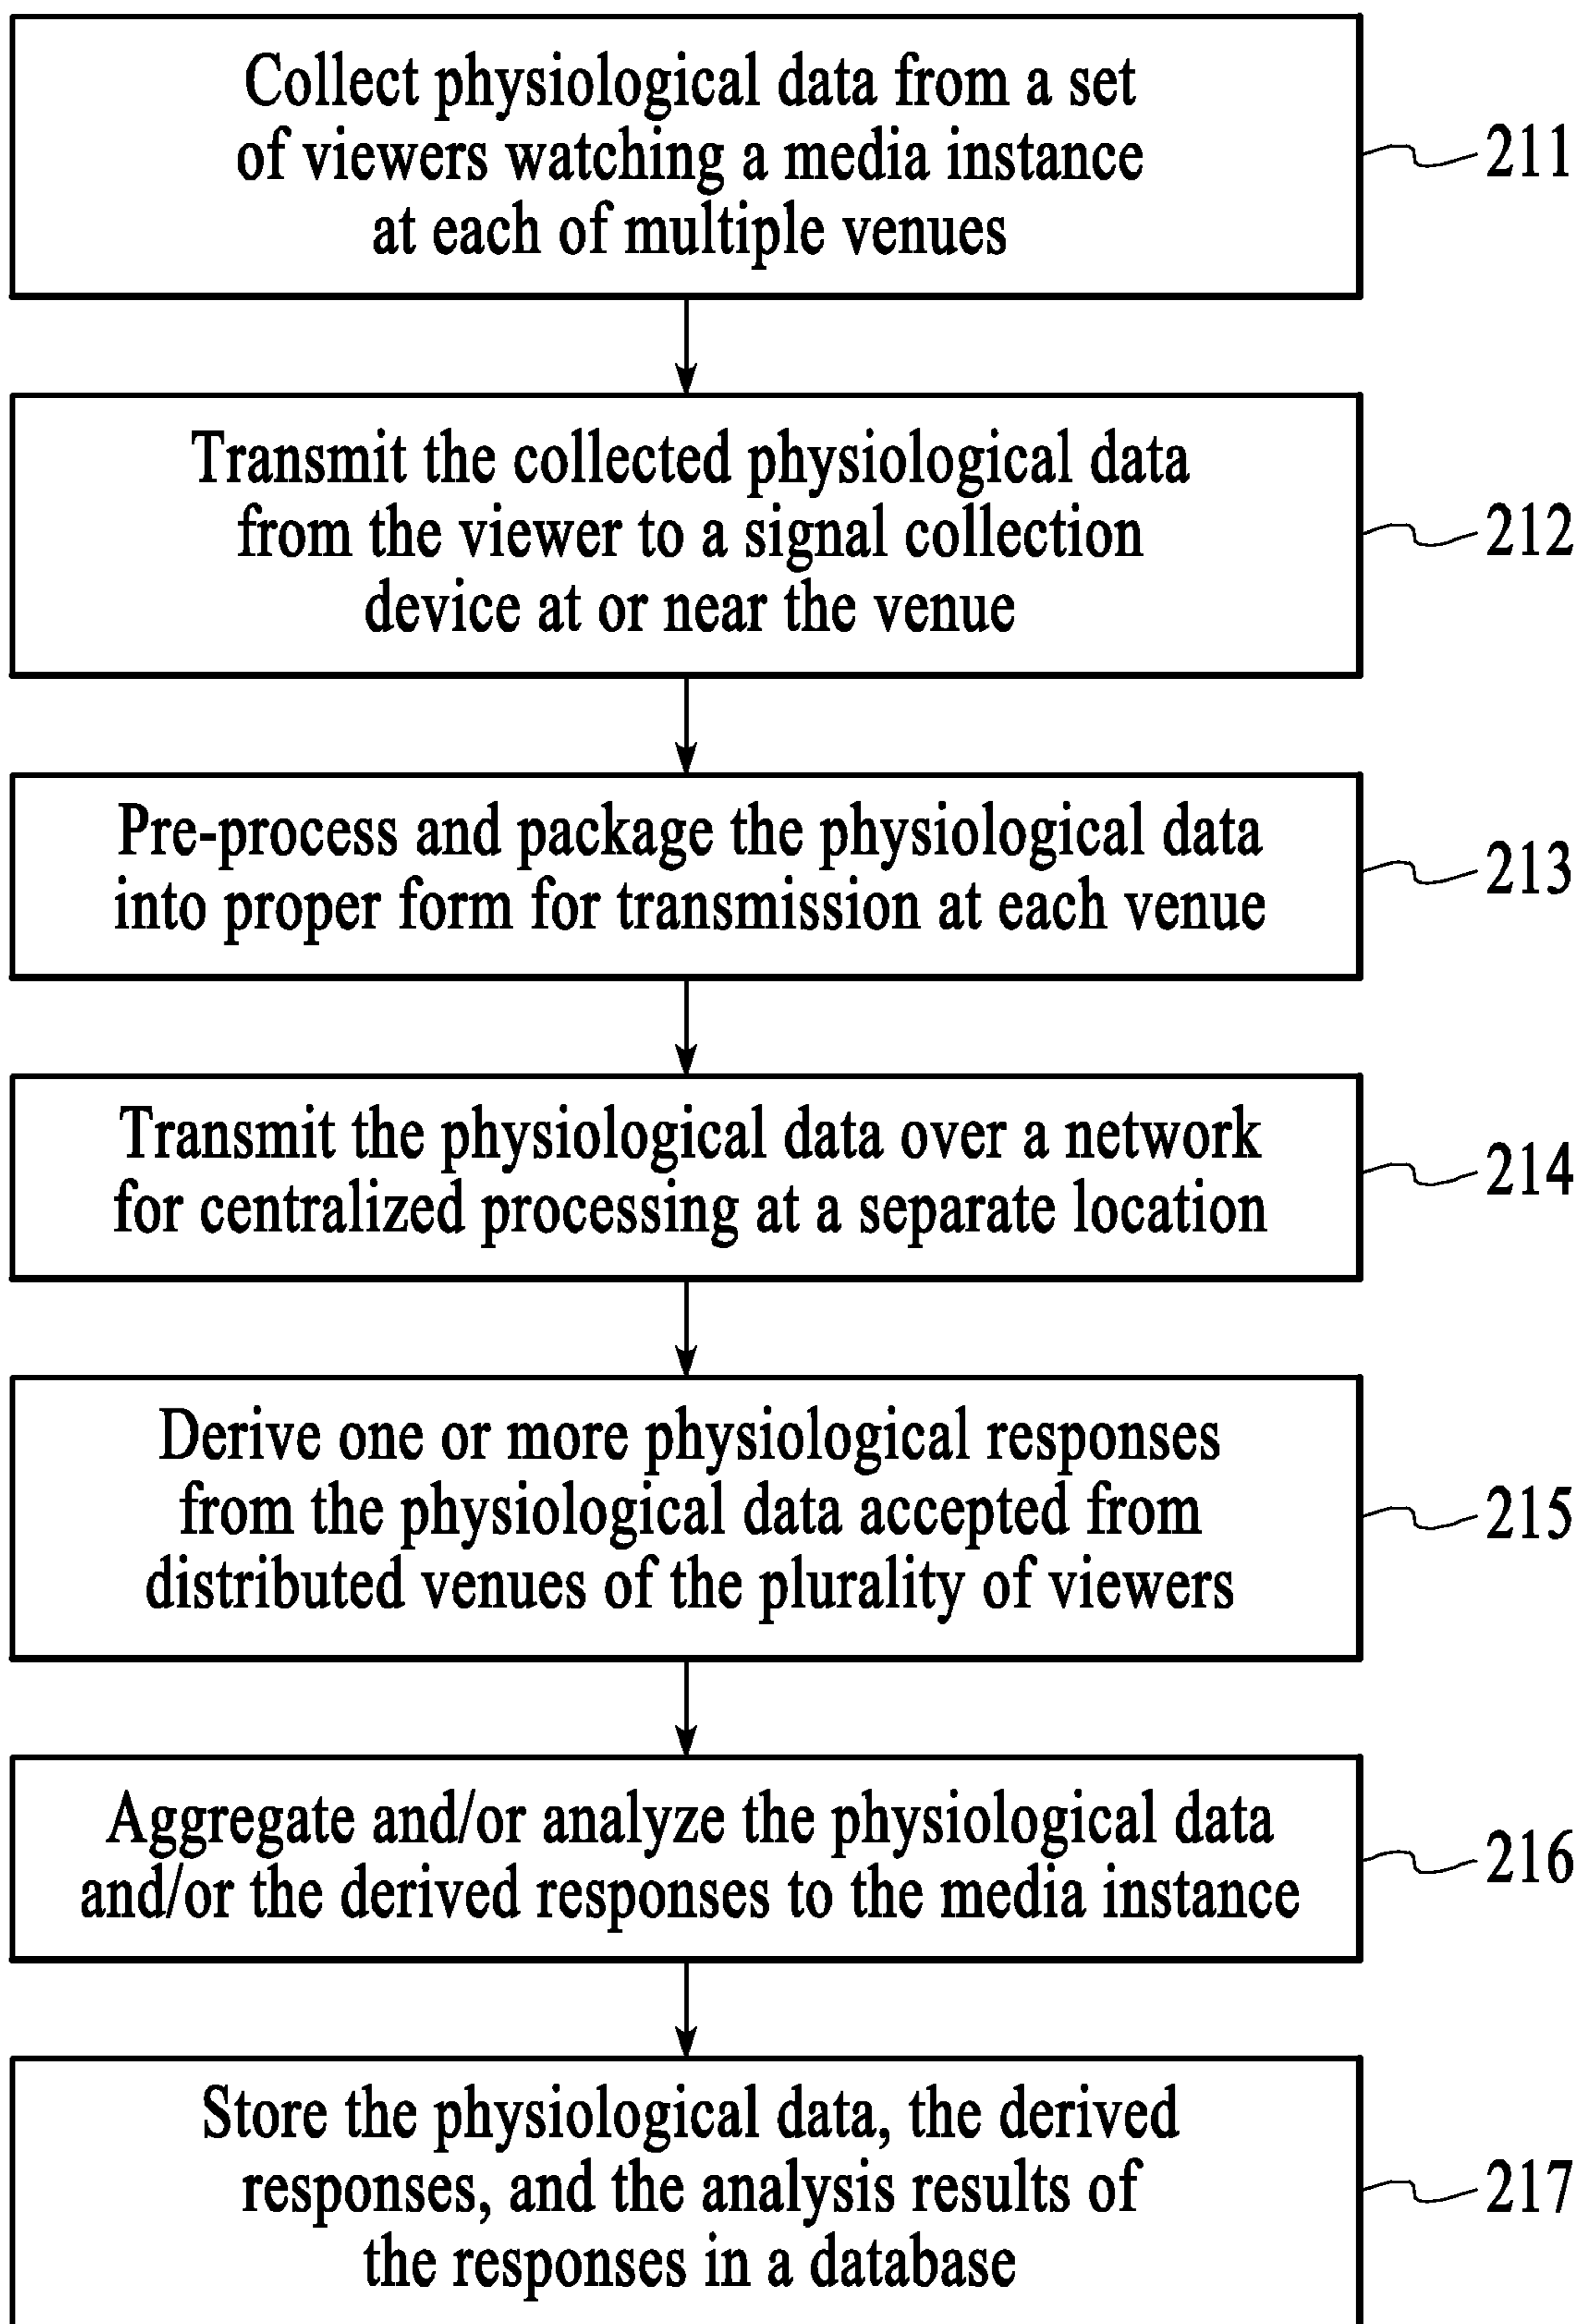 Collect physiological data from a set
of viewers watching a media instance
at each of multiple venues
211
Transmit the collected physiological data
from the viewer to a signal collection
device at or near the venue
212
Pre-process and package the physiological data
into proper form for transmission at each venue
213
Transmit the physiological data over a network
for centralized processing at a separate location
214
Derive one or more physiological responses
from the physiological data accepted from
distributed venues of the plurality of viewers
215
Aggregate and/or analyze the physiological data
and/or the derived responses to the media instance
216
Store the physiological data, the derived
responses, and the analysis results of
the responses in a database
217